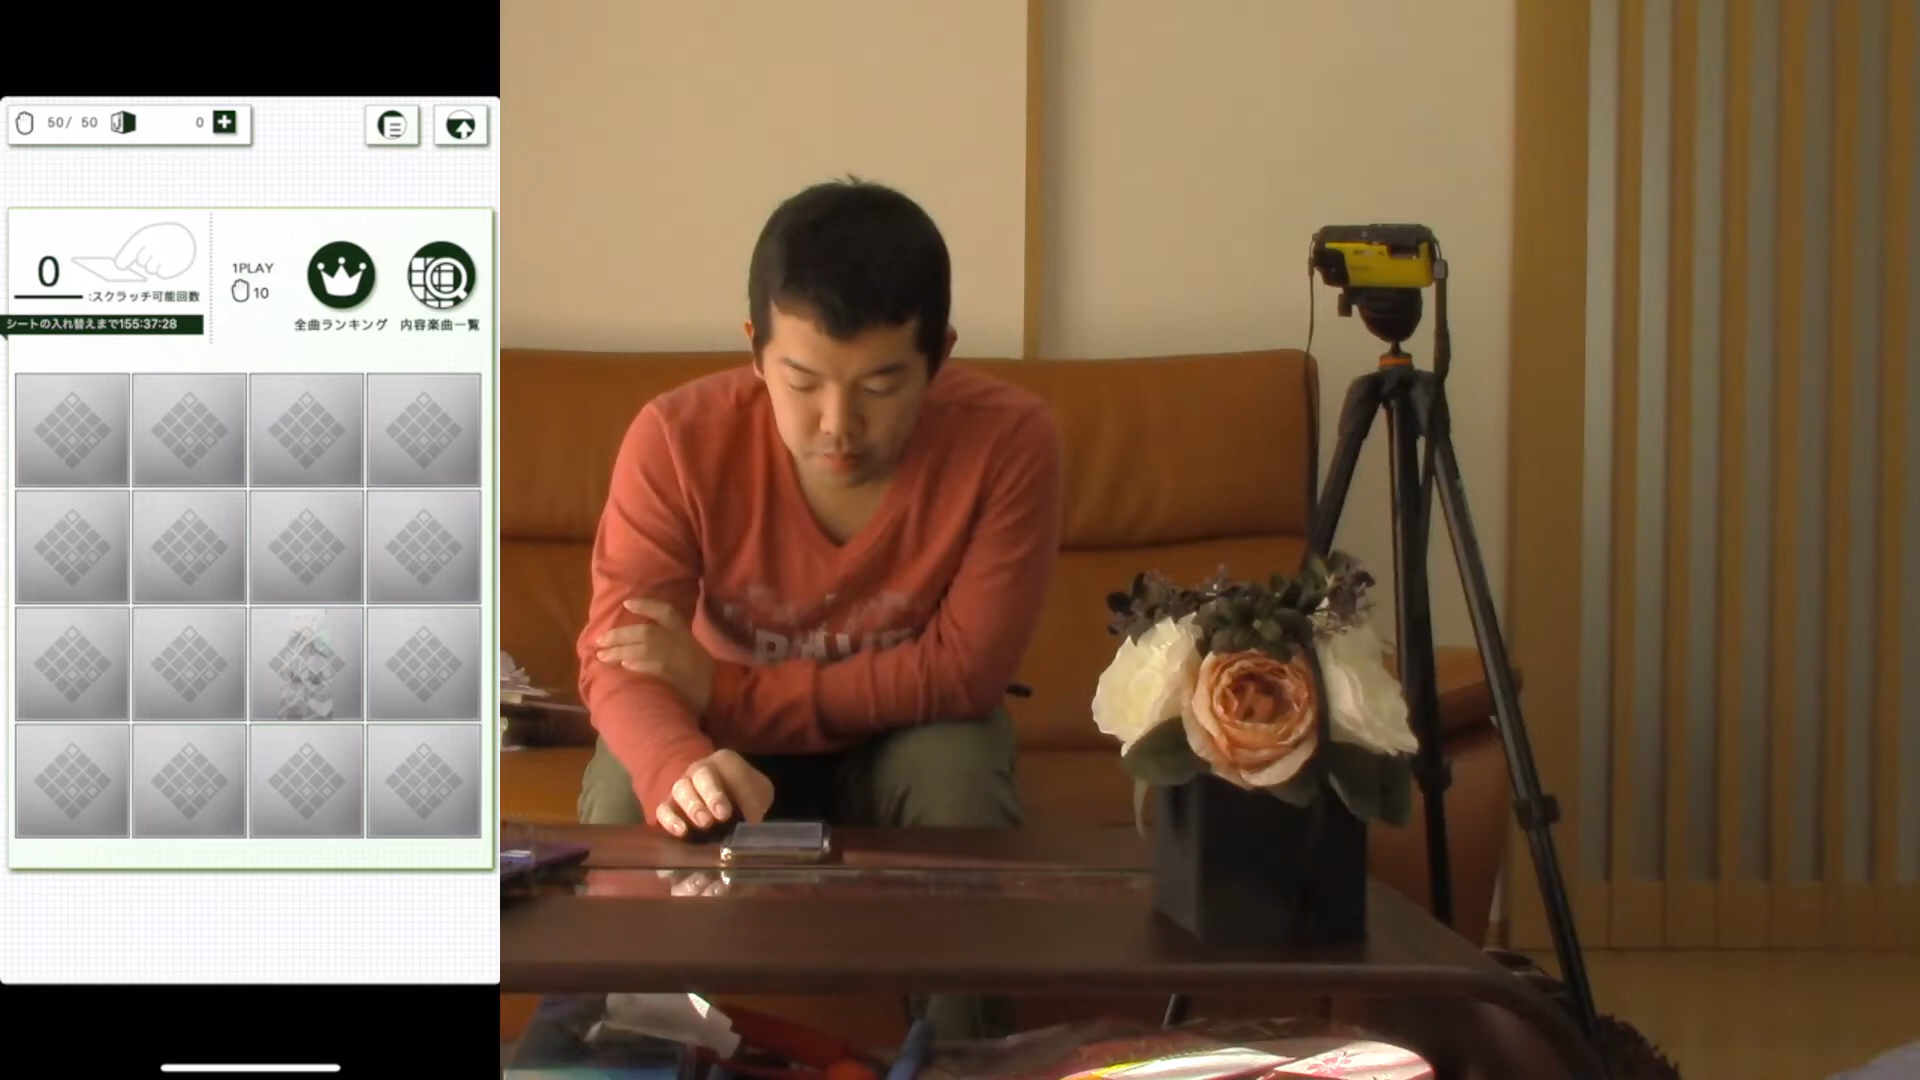 50/ 50
0
0
:スクラッチ可能回数
シートの入れ替えまで155:37:28
1PLAY
10
全曲ランキング
内容楽曲一覧